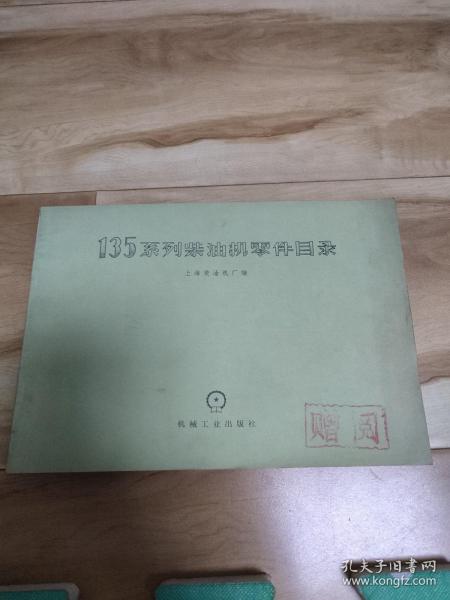 135系列柴油机零件目录
上海柴油机厂编
机械工业出版社
赠阅
孔夫子旧书网
www.kongfz.com